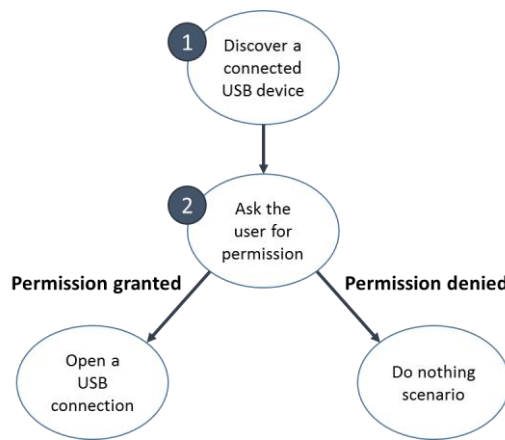 1
Discover a
connected
USB device
2
Ask the
user for
permission
Permission granted
Permission denied
Open a
USB
connection
Do nothing
scenario